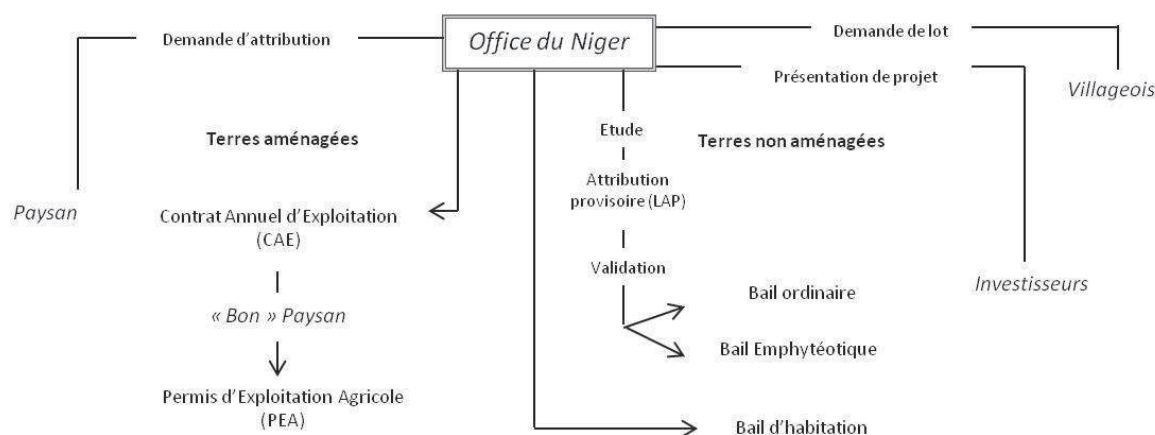 Demande d'attribution
Office du Niger
Demande de lot
Présentation de projet
Villageois
Terres aménagées
Etude
Terres non aménagées
Attribution
provisoire (LAP)
Paysan
Contrat Annuel d'Exploitation
(CAE)
Validation
Investisseurs
Bail ordinaire
« Bon » Paysan
Bail Emphytéotique
Permis d'Exploitation Agricole
(PEA)
Bail d'habitation